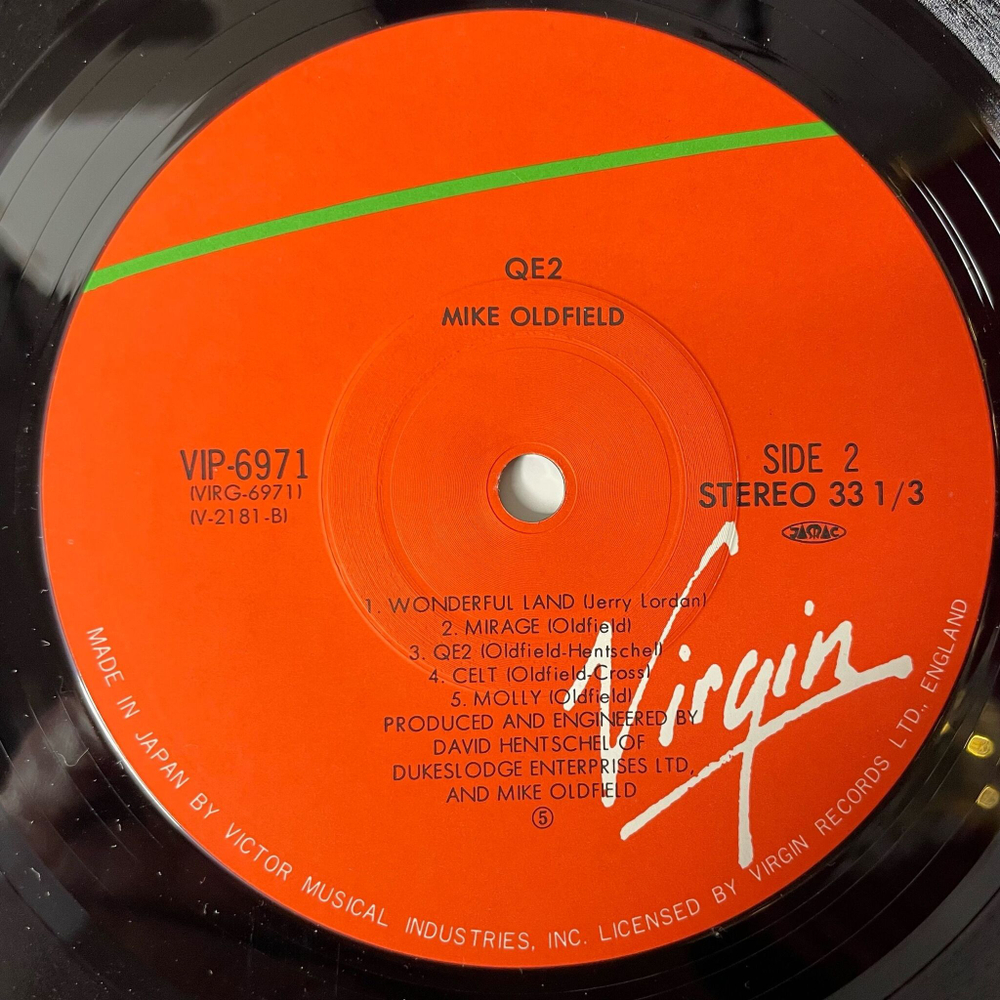 QE2
MIKE OLDFIELD
VIP-6971
(VIRG-6971)
(V-2181-B)
SIDE 2
STEREO 33 1/3
JASRAC
1. WONDERFUL LAND (Jerry Lordan)
2. MIRAGE (Oldfield)
3. QE2 (Oldfield-Hentschel)
4. CELT (Oldfield-Cross)
5. MOLLY (Oldfield)
PRODUCED AND ENGINEERED BY
DAVID HENTSCHEL OF
DUKESLODGE ENTERPRISES LTD,
AND MIKE OLDFIELD
⑤
Virgin
MADE IN JAPAN BY VICTOR MUSICAL INDUSTRIES, INC. LICENSED BY VIRGIN RECORDS LTD., ENGLAND